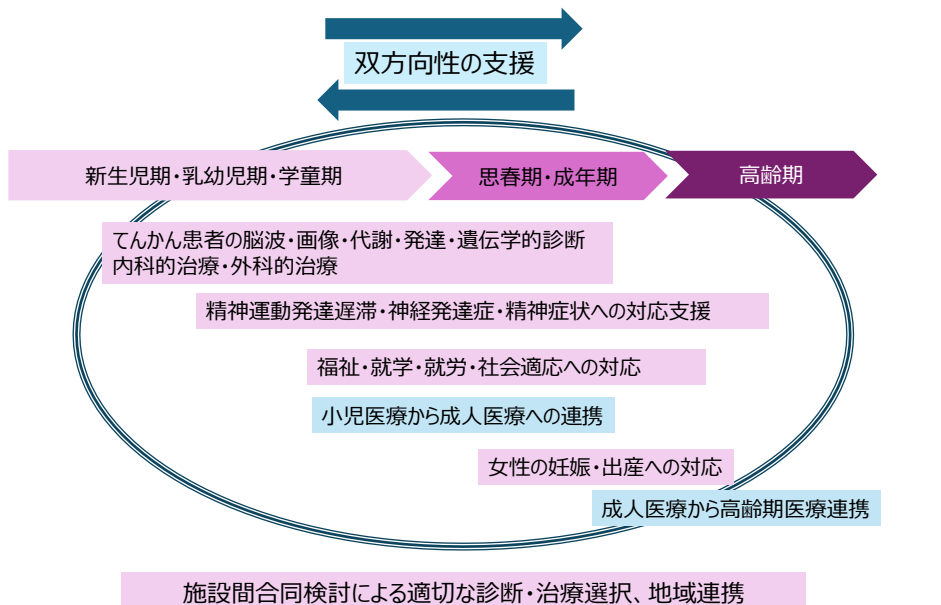 双方向性の支援
新生児期・乳幼児期・学童期
思春期・成年期
高齢期
てんかん患者の脳波・画像・代謝・発達・遺伝学的診断
内科的治療・外科的治療
精神運動発達遅滞・神経発達症・精神症状への対応支援
福祉・就学・就労・社会適応への対応
小児医療から成人医療への連携
女性の妊娠・出産への対応
成人医療から高齢期医療連携
施設間合同検討による適切な診断・治療選択、地域連携